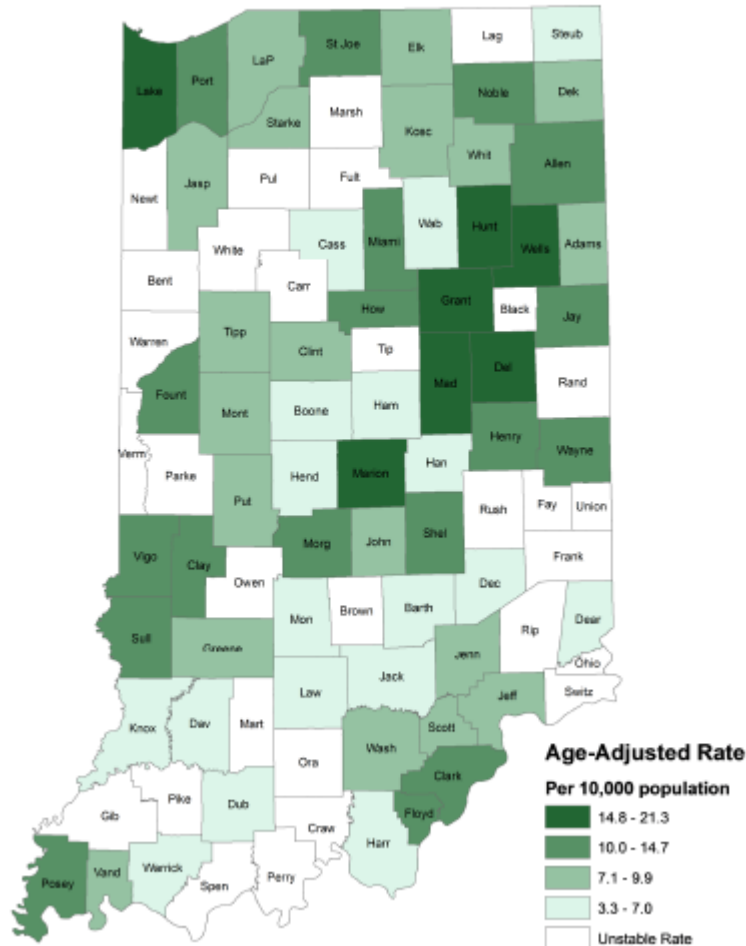 Lag
Steub
St Joe
Elk
LaP
Port
Lake
Noble
Dek
Marsh
Starke
Kosc
Whit
Allen
Pul
Fult
Jasp
Newt
Wab
Hunt
Wells
Adams
Cass
Miami
White
Bent
Carr
Grant
Black
Jay
How
Tipp
Warren
Clint
Tip
Mad
Del
Rand
Fount
Mont
Boone
Ham
Henry
Wayne
Verm
Parke
Hend
Marion
Han
Put
Rush
Fay
Union
Vigo
Clay
Morg
John
Shel
Frank
Owen
Dec
Mon
Brown
Barth
Dear
Sull
Greene
Rip
Jenn
Ohio
Law
Jack
Jeff
Switz
Knox
Dav
Mart
Scott
Wash
Ora
Clark
Age-Adjusted Rate
Per 10,000 population
14.8 - 21.3
10.0 - 14.7
7.1 - 9.9
3.3 - 7.0
Unstable Rate
Gib
Pike
Dub
Floyd
Craw
Harr
Posey
Vand
Warrick
Spen
Perry